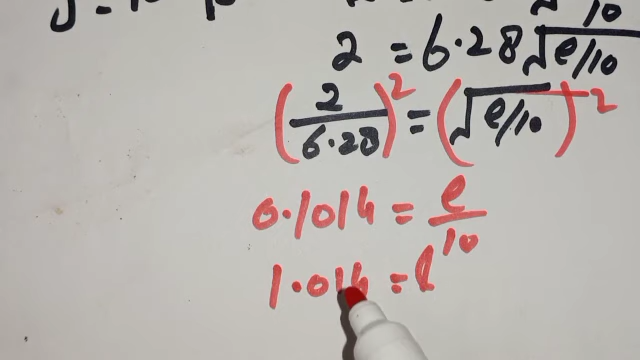 2 = 6.28 √l/10
(2/6.28)² = (√l/10)²
0.1014 = l/10
1.014 = l